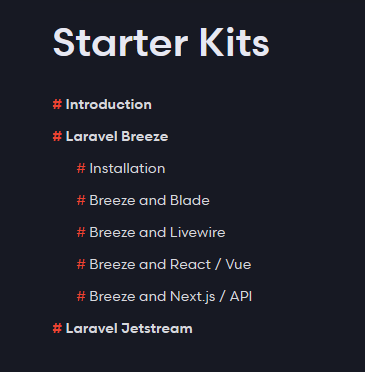 Starter Kits
# Introduction
# Laravel Breeze
# Installation
# Breeze and Blade
# Breeze and Livewire
# Breeze and React / Vue
# Breeze and Next.js / API
# Laravel Jetstream